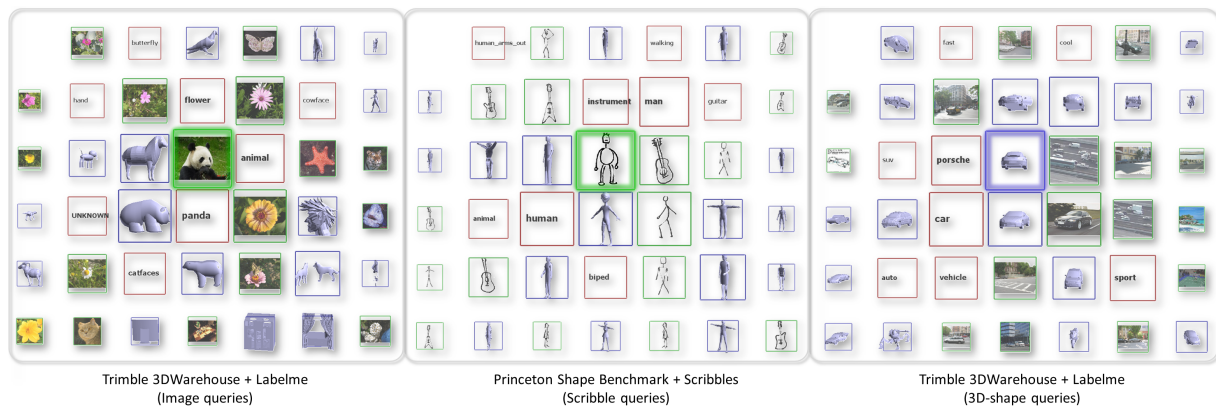 butterfly
hand
flower
cowface
animal
UNKNOWN
panda
catfaces
human_arms_out
walking
instrument
man
guitar
animal
human
biped
fast
cool
suv
porsche
car
auto
vehicle
sport
Trimble 3DWarehouse + Labelme
(Image queries)
Princeton Shape Benchmark + Scribbles
(Scribble queries)
Trimble 3DWarehouse + Labelme
(3D-shape queries)